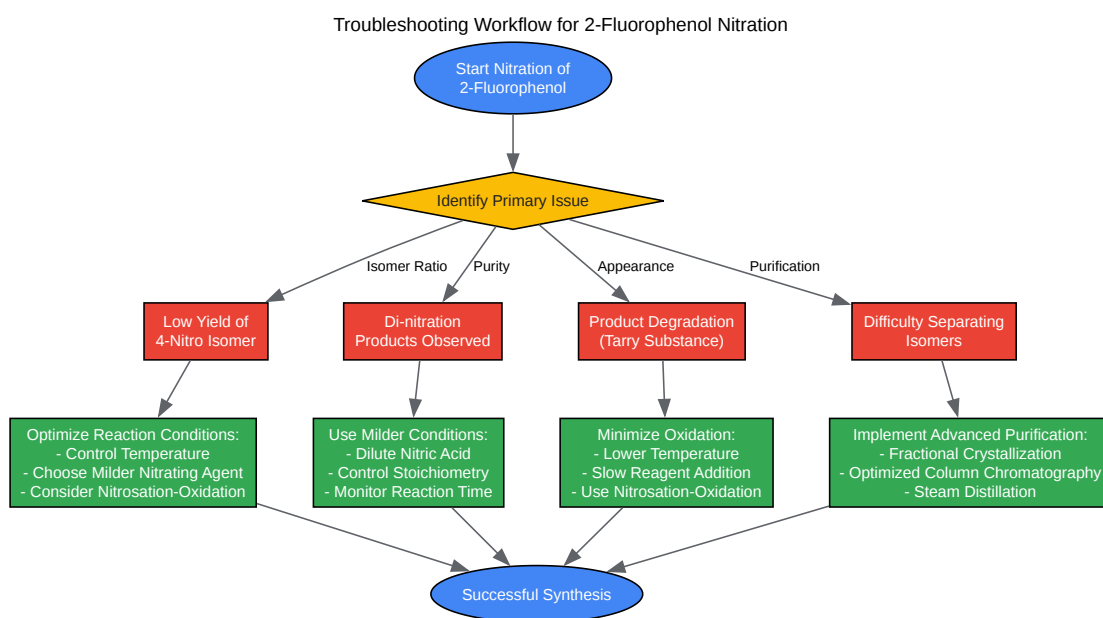 Troubleshooting Workflow for 2-Fluorophenol Nitration
Start Nitration of
2-Fluorophenol
Identify Primary Issue
Isomer Ratio
Purity
Appearance
Purification
Low Yield of
4-Nitro Isomer
Di-nitration
Products Observed
Product Degradation
(Tarry Substance)
Difficulty Separating
Isomers
Optimize Reaction Conditions:
- Control Temperature
- Choose Milder Nitrating Agent
- Consider Nitrosation-Oxidation
Use Milder Conditions:
- Dilute Nitric Acid
- Control Stoichiometry
- Monitor Reaction Time
Minimize Oxidation:
- Lower Temperature
- Slow Reagent Addition
- Use Nitrosation-Oxidation
Implement Advanced Purification:
- Fractional Crystallization
- Optimized Column Chromatography
- Steam Distillation
Successful Synthesis